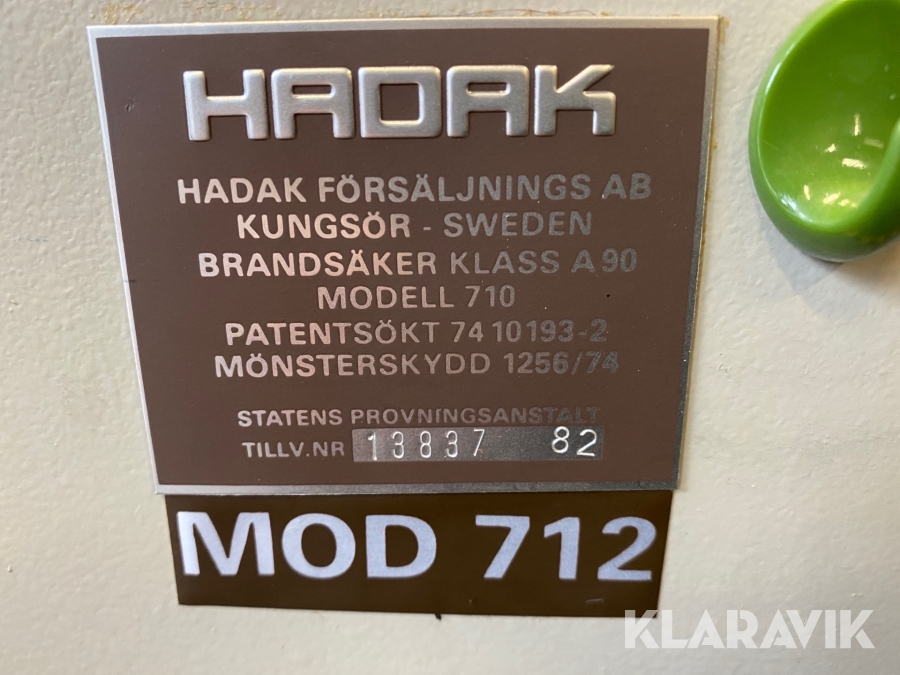 HADAK
HADAK FÖRSÄLJNINGS AB
KUNGSÖR - SWEDEN
BRANDSÄKER KLASS A 90
MODELL 710
PATENTSÖKT 74 10193-2
MÖNSTERSKYDD 1256/74
STATENS PROVNINGSANSTALT
TILLV.NR 13837 82
MOD 712
KLARAVIK